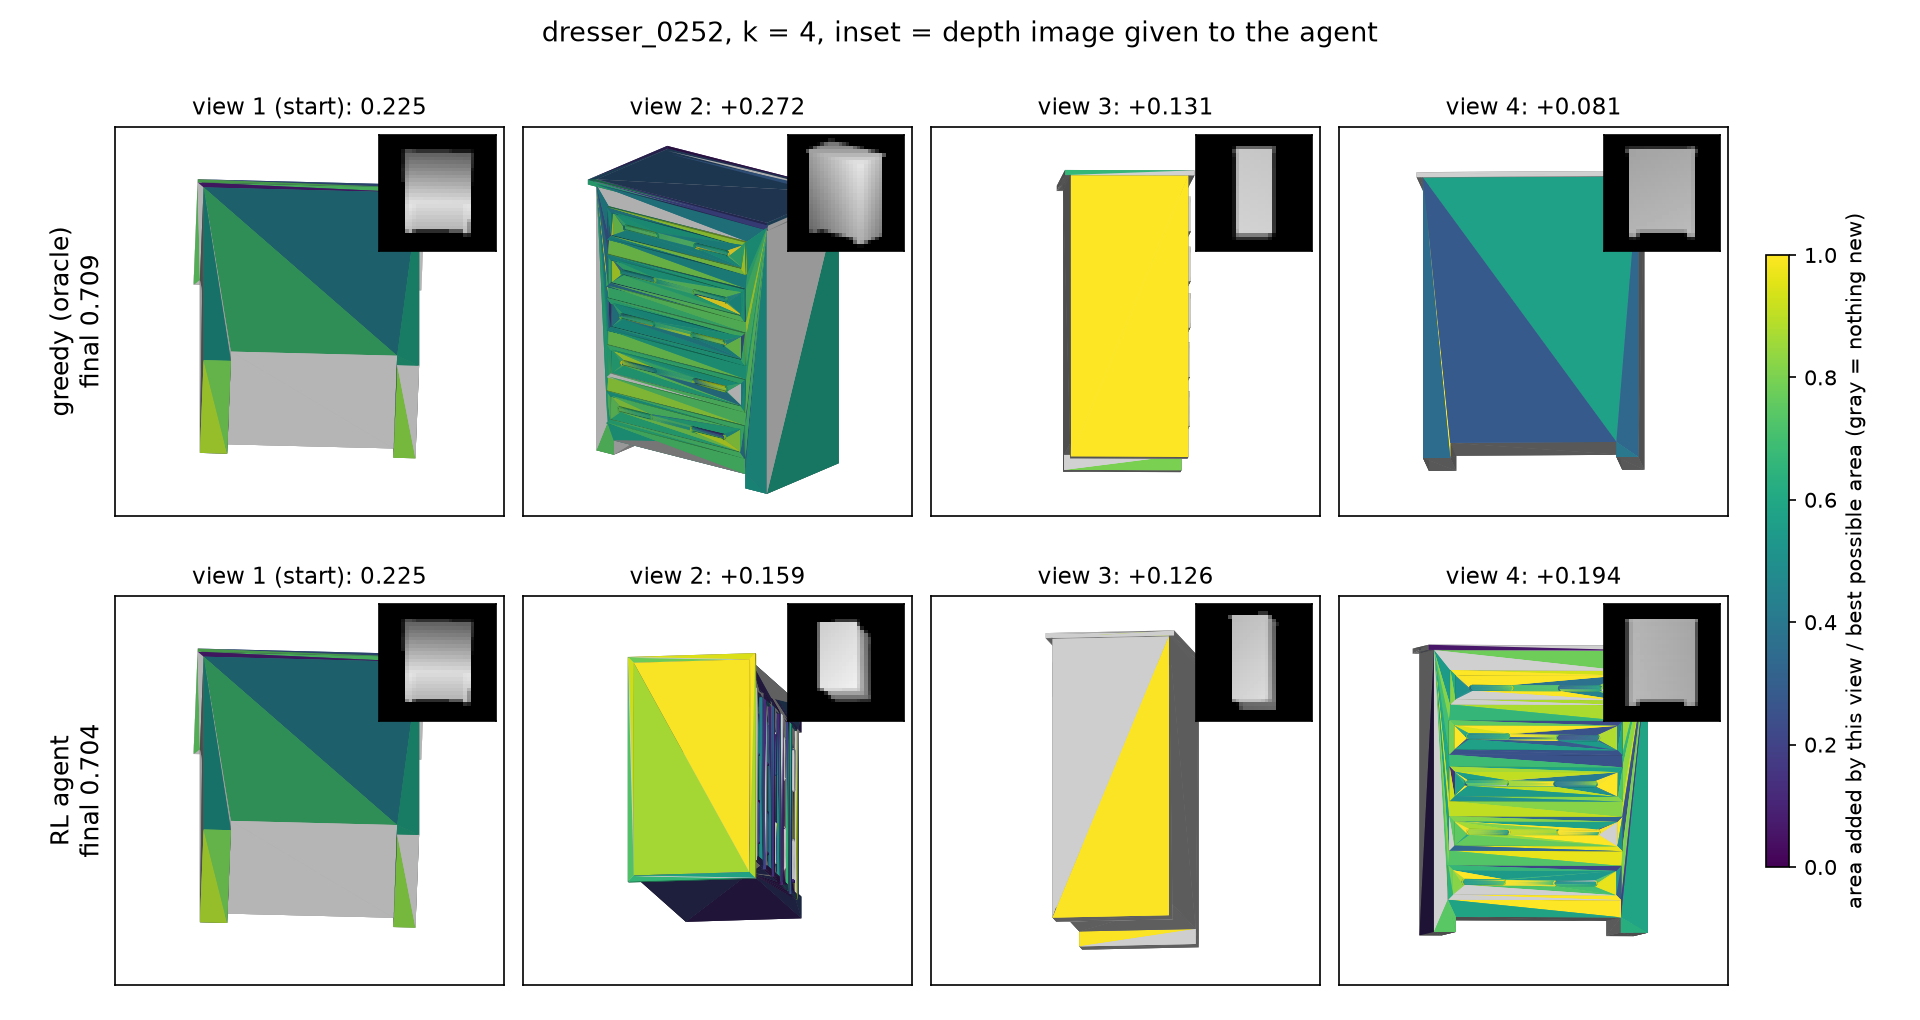 dresser_0252, k = 4, inset = depth image given to the agent
greedy (oracle)
final 0.709
view 1 (start): 0.225
view 2: +0.272
view 3: +0.131
view 4: +0.081
RL agent
final 0.704
view 1 (start): 0.225
view 2: +0.159
view 3: +0.126
view 4: +0.194
1.0
0.8
0.6
0.4
0.2
0.0
area added by this view / best possible area (gray = nothing new)